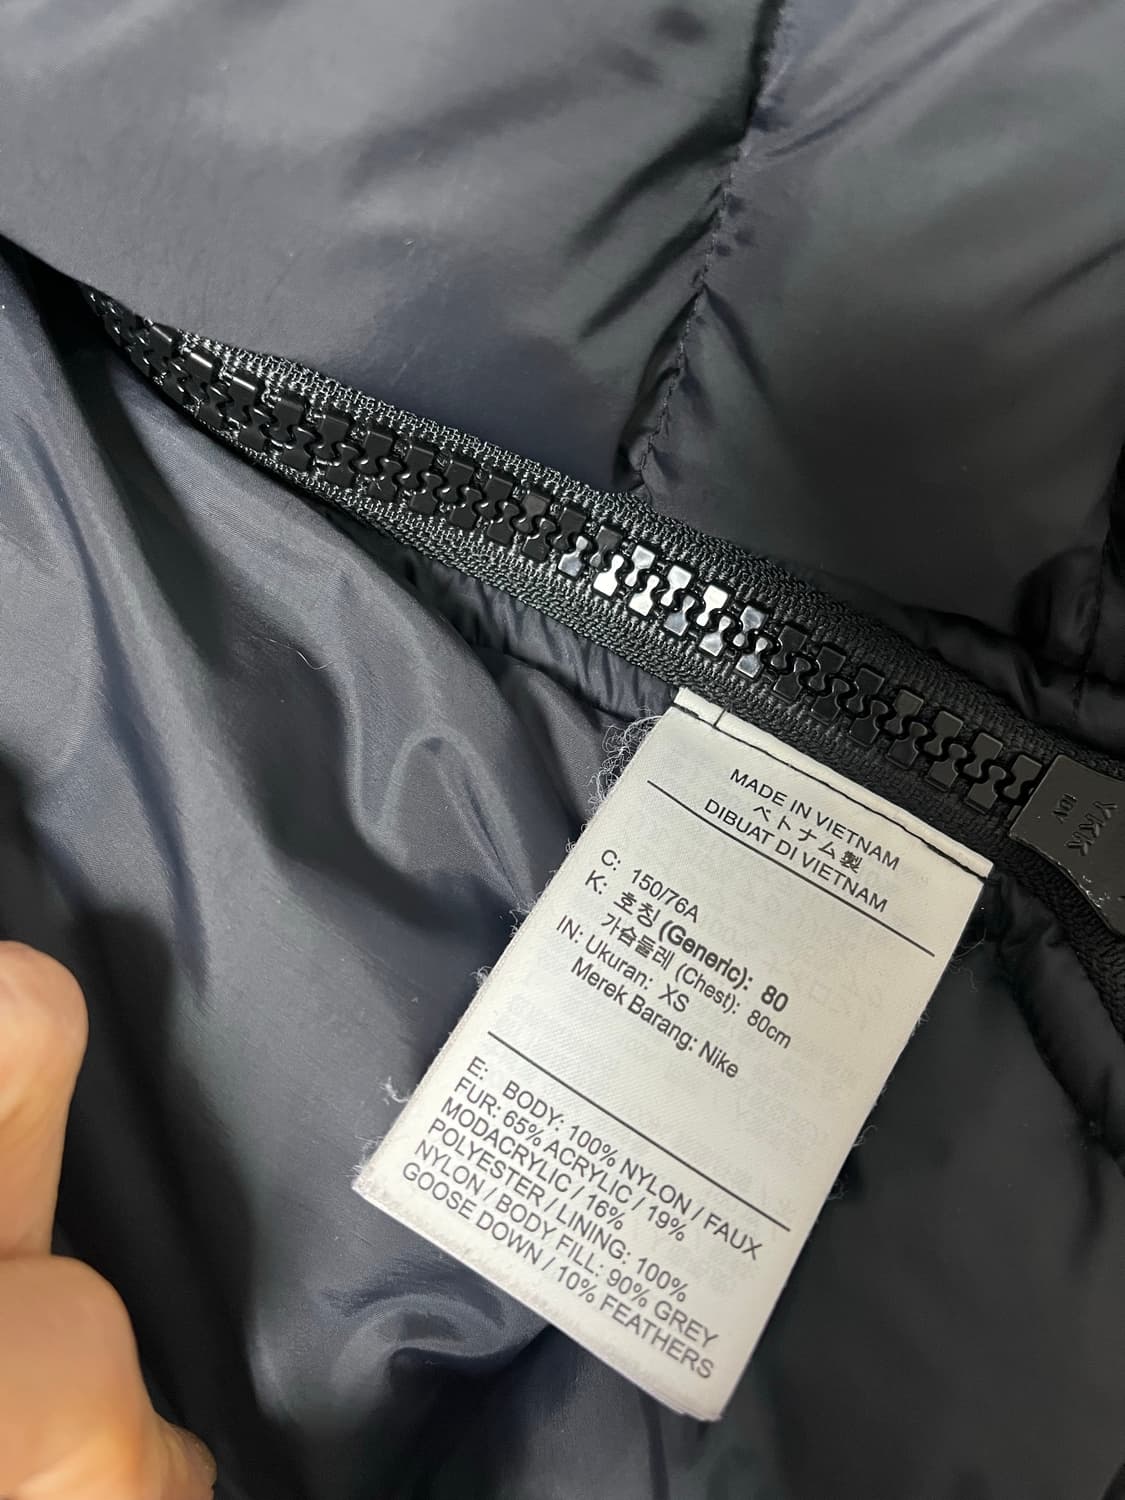 MADE IN VIETNAM
ベトナム製
DIBUAT DI VIETNAM
C: 150/76A
K: 호칭 (Generic): 80
가슴둘레 (Chest): 80cm
IN: Ukuran: XS
Merek Barang: Nike
E: BODY: 100% NYLON / FAUX
FUR: 65% ACRYLIC / 19%
MODACRYLIC / 16%
POLYESTER / LINING: 100%
NYLON / BODY FILL: 90% GREY
GOOSE DOWN / 10% FEATHERS
YKK